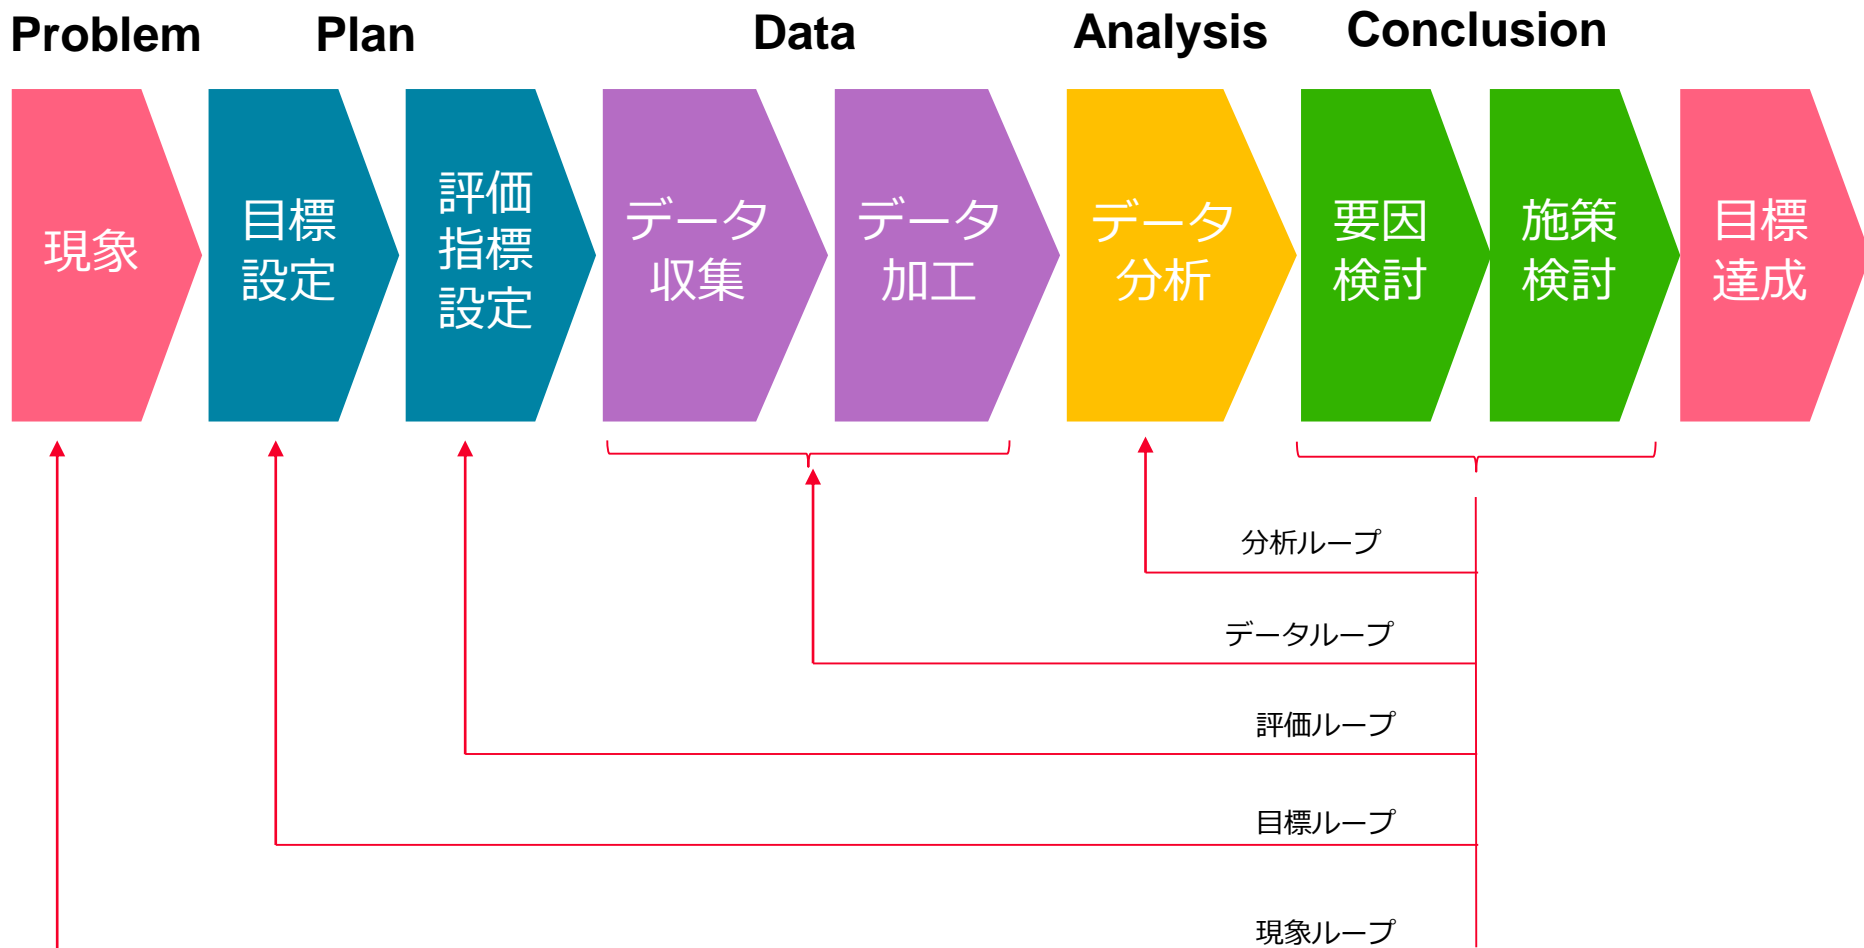 Problem
Plan
Data
Analysis
Conclusion
現象
目標
設定
評価
指標
設定
データ
収集
データ
加工
データ
分析
要因
検討
施策
検討
目標
達成
分析ループ
データループ
評価ループ
目標ループ
現象ループ